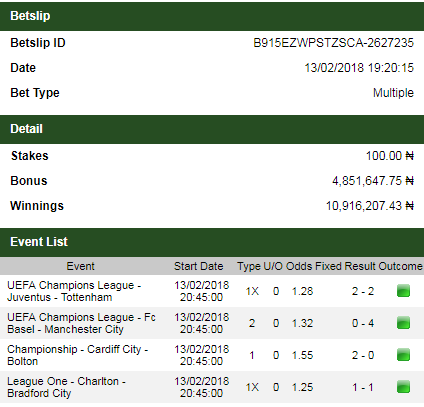 Betslip
Betslip ID B915EZWPSTZSCA-2627235
Date 13/02/2018 19:20:15
Bet Type Multiple
Detail
Stakes 100.00 ₦
Bonus 4,851,647.75 ₦
Winnings 10,916,207.43 ₦
Event List
Event Start Date Type U/O Odds Fixed Result Outcome
UEFA Champions League -
Juventus - Tottenham
13/02/2018
20:45:00
1X 0 1.28 2 - 2
UEFA Champions League - Fc
Basel - Manchester City
13/02/2018
20:45:00
2 0 1.32 0 - 4
Championship - Cardiff City -
Bolton
13/02/2018
20:45:00
1 0 1.55 2 - 0
League One - Charlton -
Bradford City
13/02/2018
20:45:00
1X 0 1.25 1 - 1